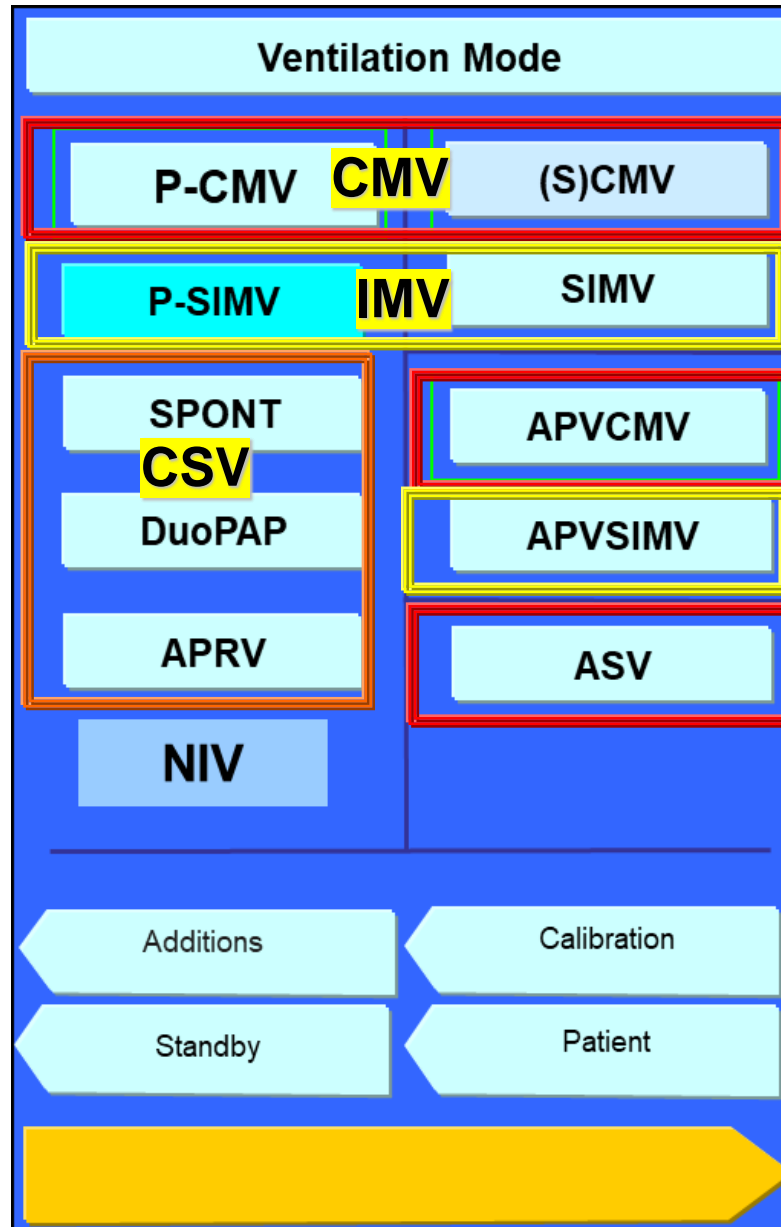 Ventilation Mode
P-CMV CMV (S)CMV
P-SIMV IMV SIMV
SPONT
CSV
APVCMV
DuoPAP
APVSIMV
APRV
ASV
NIV
Additions
Calibration
Standby
Patient